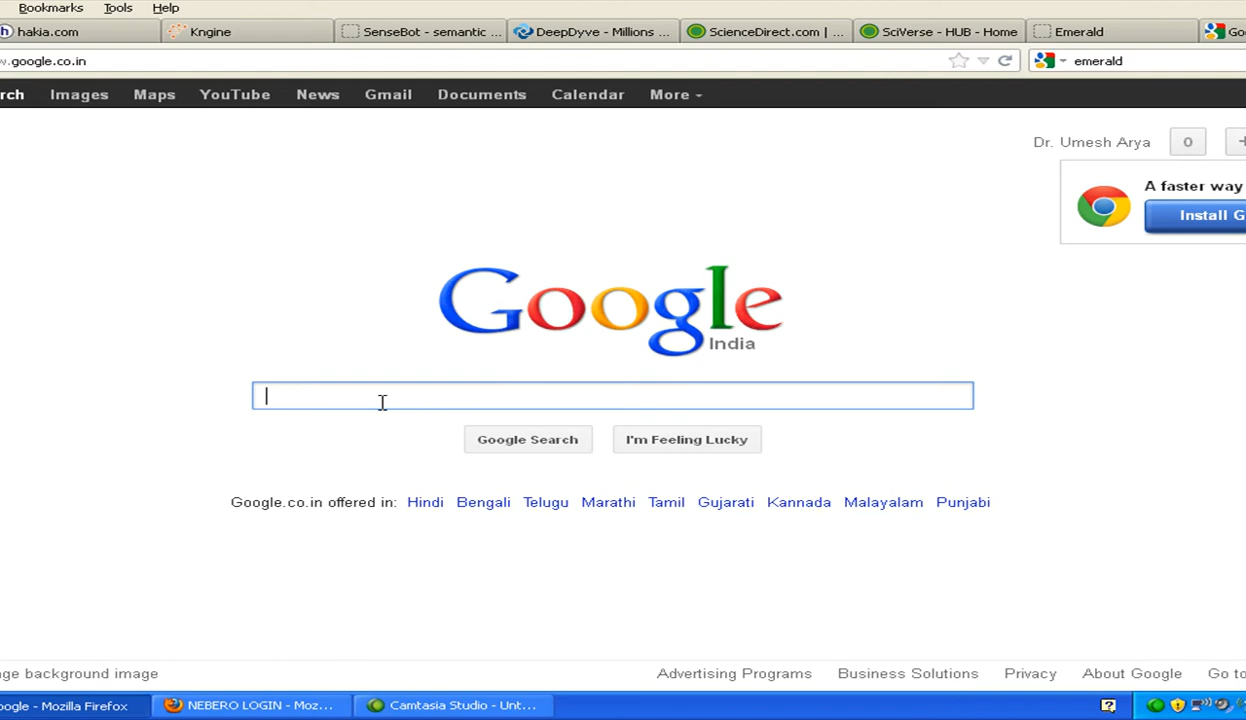 Bookmarks Tools Help
hakia.com Kngine SenseBot - semantic ... DeepDyve - Millions ... ScienceDirect.com | ... SciVerse - HUB - Home Emerald Go
.google.co.in emerald
rch Images Maps YouTube News Gmail Documents Calendar More
Dr. Umesh Arya 0 +
A faster way
Install G
Google
India
Google Search I'm Feeling Lucky
Google.co.in offered in: Hindi Bengali Telugu Marathi Tamil Gujarati Kannada Malayalam Punjabi
nge background image Advertising Programs Business Solutions Privacy About Google Go to
oogle - Mozilla Firefox NEBERO LOGIN - Moz... Camtasia Studio - Unt...